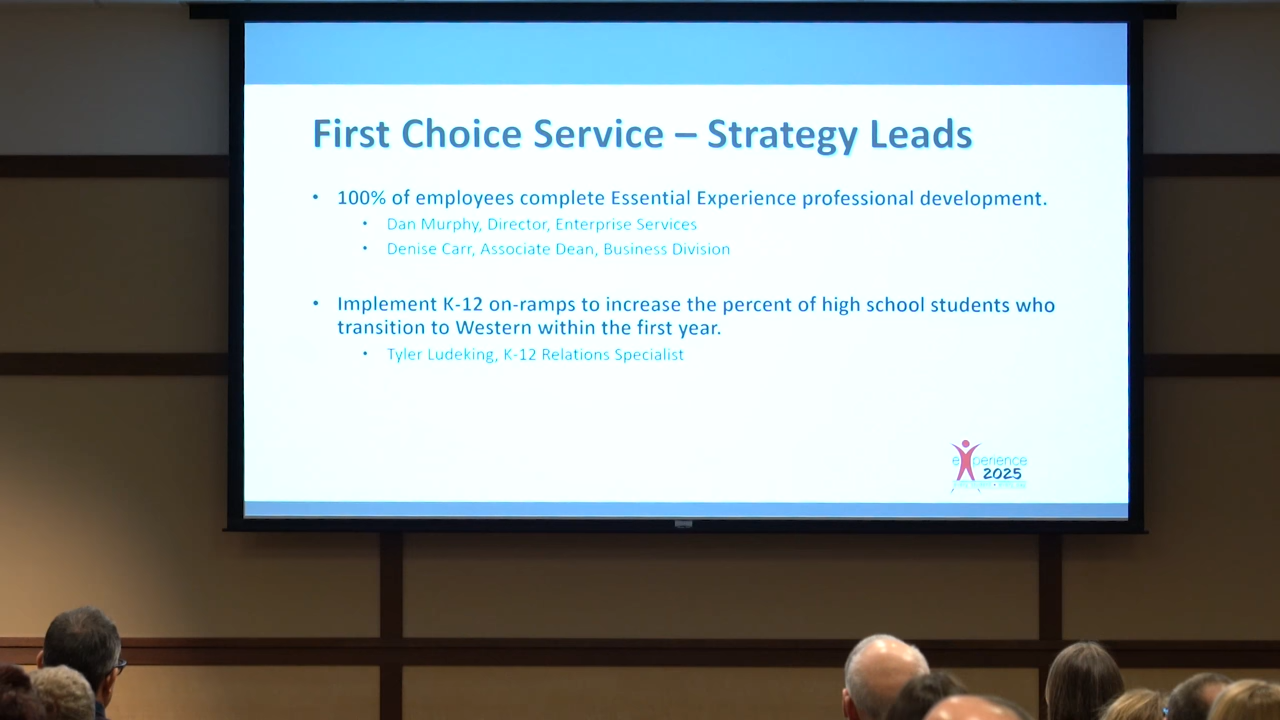 First Choice Service – Strategy Leads
• 100% of employees complete Essential Experience professional development.
• Dan Murphy, Director, Enterprise Services
• Denise Carr, Associate Dean, Business Division
• Implement K-12 on-ramps to increase the percent of high school students who
transition to Western within the first year.
• Tyler Ludeking, K-12 Relations Specialist
eXperience
2025